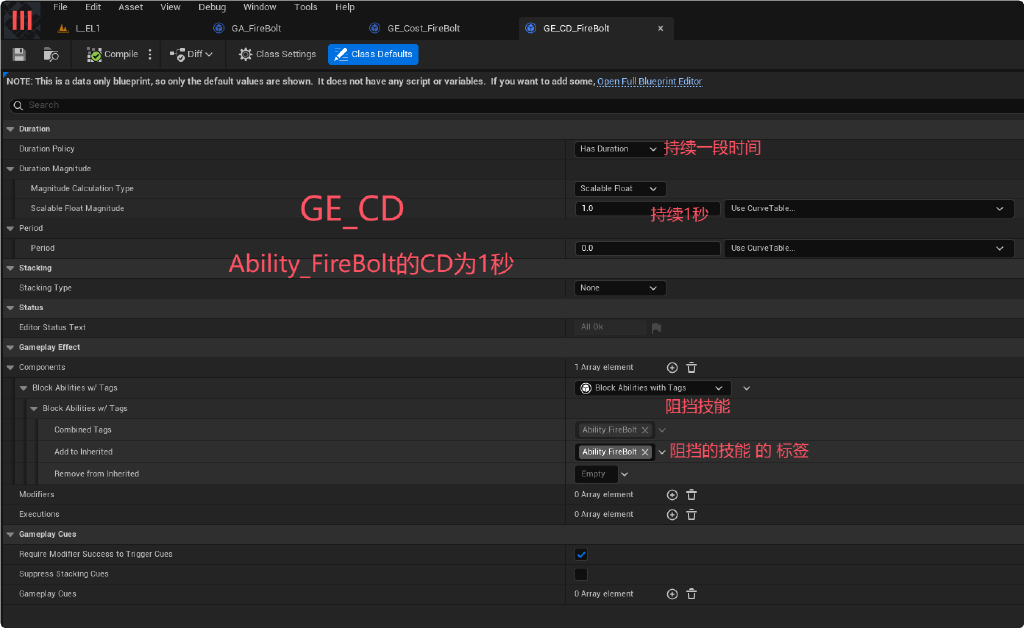 File Edit Asset View Debug Window Tools Help
L_EL1 GA_FireBolt GE_Cost_FireBolt GE_CD_FireBolt
Compile Diff Class Settings Class Defaults
NOTE: This is a data only blueprint, so only the default values are shown. It does not have any script or variables. If you want to add some, Open Full Blueprint Editor
Search
Duration
Duration Policy Has Duration 持续一段时间
Duration Magnitude
Magnitude Calculation Type Scalable Float
Scalable Float Magnitude 1.0 持续1秒 Use CurveTable...
GE_CD
Period
Period 0.0 Use CurveTable...
Ability_FireBolt的CD为1秒
Stacking
Stacking Type None
Status
Editor Status Text All Ok
Gameplay Effect
Components 1 Array element
Block Abilities w/ Tags Block Abilities with Tags
Block Abilities w/ Tags 阻挡技能
Combined Tags Ability.FireBolt
Add to Inherited Ability.FireBolt 阻挡的技能 的 标签
Remove from Inherited Empty
Modifiers 0 Array element
Executions 0 Array element
Gameplay Cues
Require Modifier Success to Trigger Cues
Suppress Stacking Cues
Gameplay Cues 0 Array element